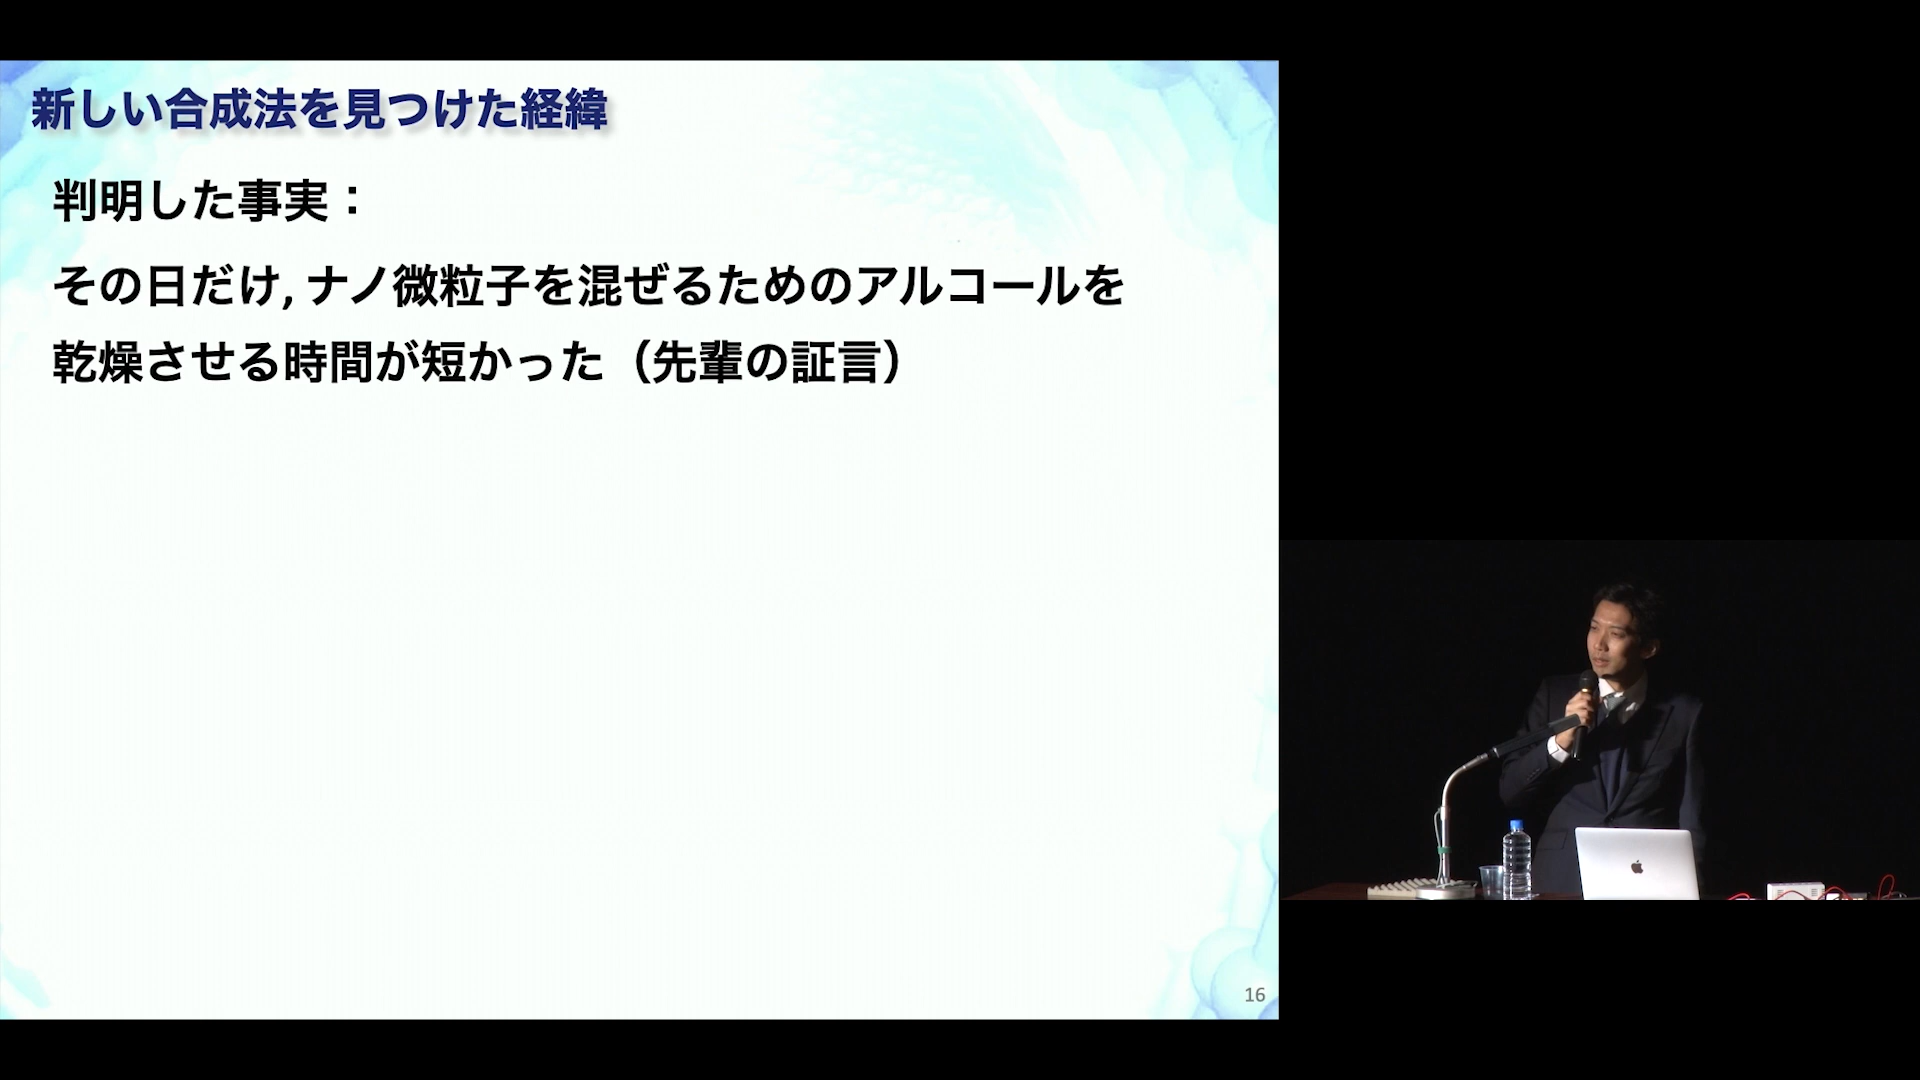 新しい合成法を見つけた経緯
判明した事実：
その日だけ, ナノ微粒子を混ぜるためのアルコールを
乾燥させる時間が短かった（先輩の証言）
16